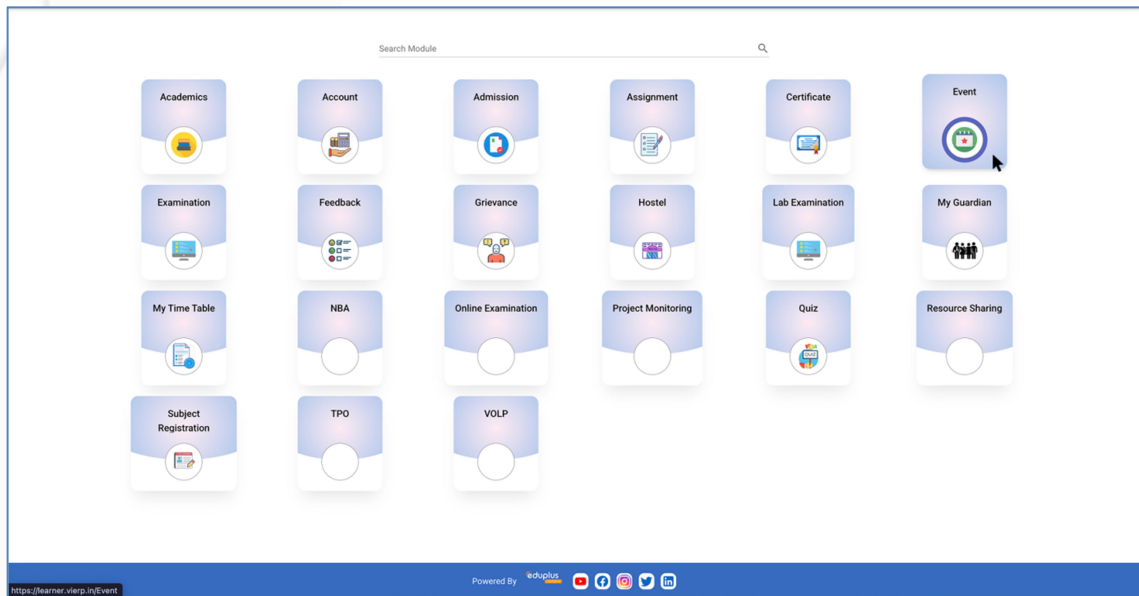 Search Module
Academics
Account
Admission
Assignment
Certificate
Event
Examination
Feedback
Grievance
Hostel
Lab Examination
My Guardian
My Time Table
NBA
Online Examination
Project Monitoring
Quiz
Resource Sharing
QUIZ
Subject
Registration
TPO
VOLP
Powered By
eduplus
https://learner.vierp.in/Event